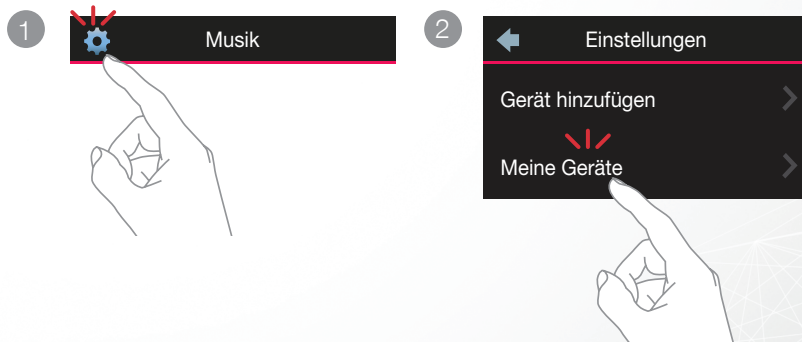 1
Musik
2
Einstellungen
Gerät hinzufügen
Meine Geräte